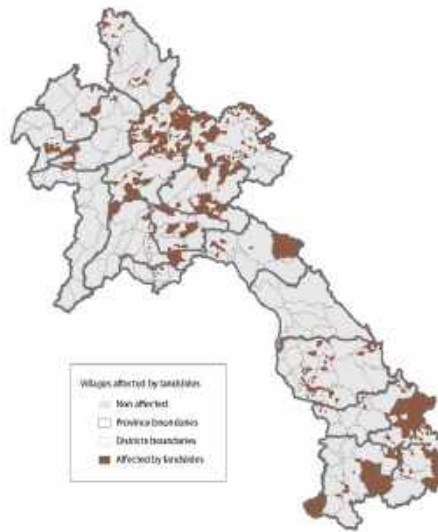 Villages affected by landslides
Non affected
Province boundaries
Districts boundaries
Affected by landslides